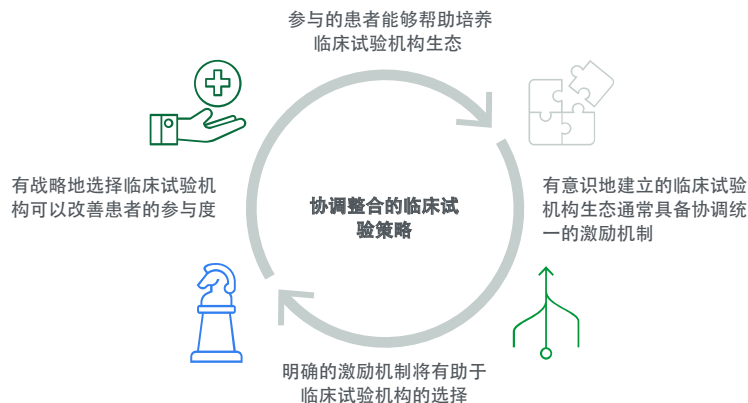 参与的患者能够帮助培养
临床试验机构生态
有战略地选择临床试验机
构可以改善患者的参与度
协调整合的临床试
验策略
有意识地建立的临床试验
机构生态通常具备协调统
一的激励机制
明确的激励机制将有助于
临床试验机构的选择